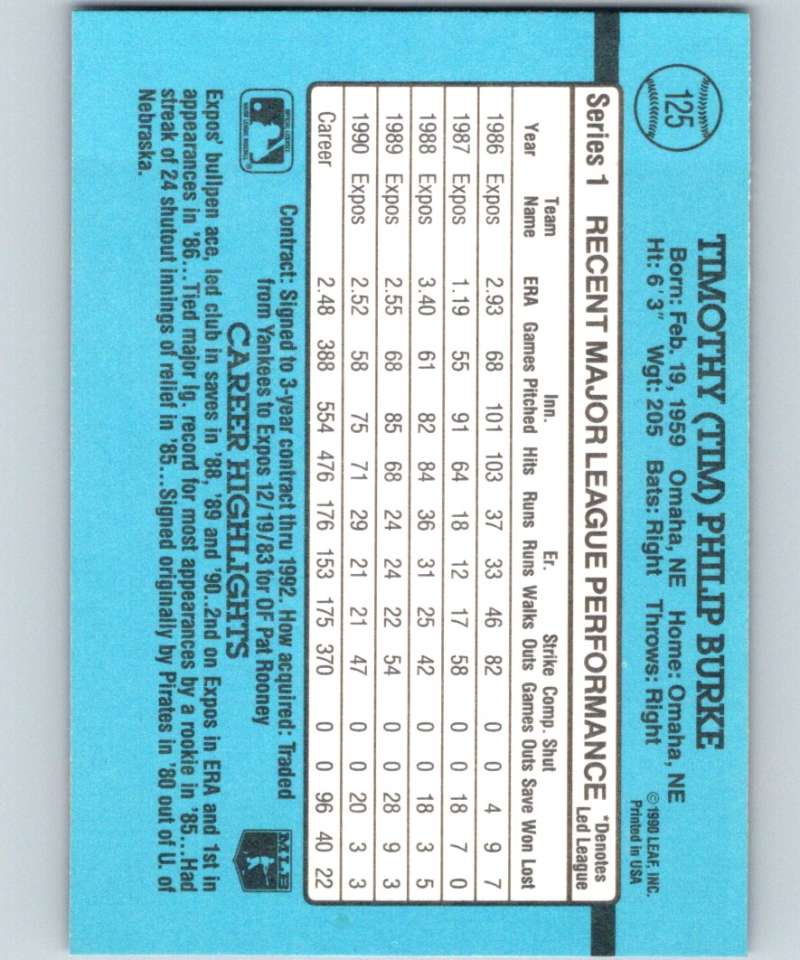 125
TIMOTHY (TIM) PHILIP BURKE
Born: Feb. 19, 1959 Omaha, NE Home: Omaha, NE
Ht: 6' 3" Wgt: 205 Bats: Right Throws: Right
© 1990 LEAF, INC.
Printed in USA
Series 1 RECENT MAJOR LEAGUE PERFORMANCE *Denotes Led League
Team Inn. Er. Strike Comp. Shut
Year Name ERA Games Pitched Hits Runs Runs Walks Outs Games Outs Save Won Lost
1986 Expos 2.93 68 101 103 37 33 46 82 0 0 4 9 7
1987 Expos 1.19 55 91 64 18 12 17 58 0 0 18 7 0
1988 Expos 3.40 61 82 84 36 31 25 42 0 0 18 3 5
1989 Expos 2.55 68 85 68 24 24 22 54 0 0 28 9 3
1990 Expos 2.52 58 75 71 29 21 21 47 0 0 20 3 3
Career 2.48 388 554 476 176 153 175 370 0 0 96 40 22
Contract: Signed to 3-year contract thru 1992. How acquired: Traded
from Yankees to Expos 12/19/83 for OF Pat Rooney
CAREER HIGHLIGHTS
MLB
Expos' bullpen ace, led club in saves in '88, '89 and '90..2nd on Expos in ERA and 1st in
appearances in '86...Tied major lg. record for most appearances by a rookie in '85...Had
streak of 24 shutout innings of relief in '85...Signed originally by Pirates in '80 out of U. of
Nebraska.